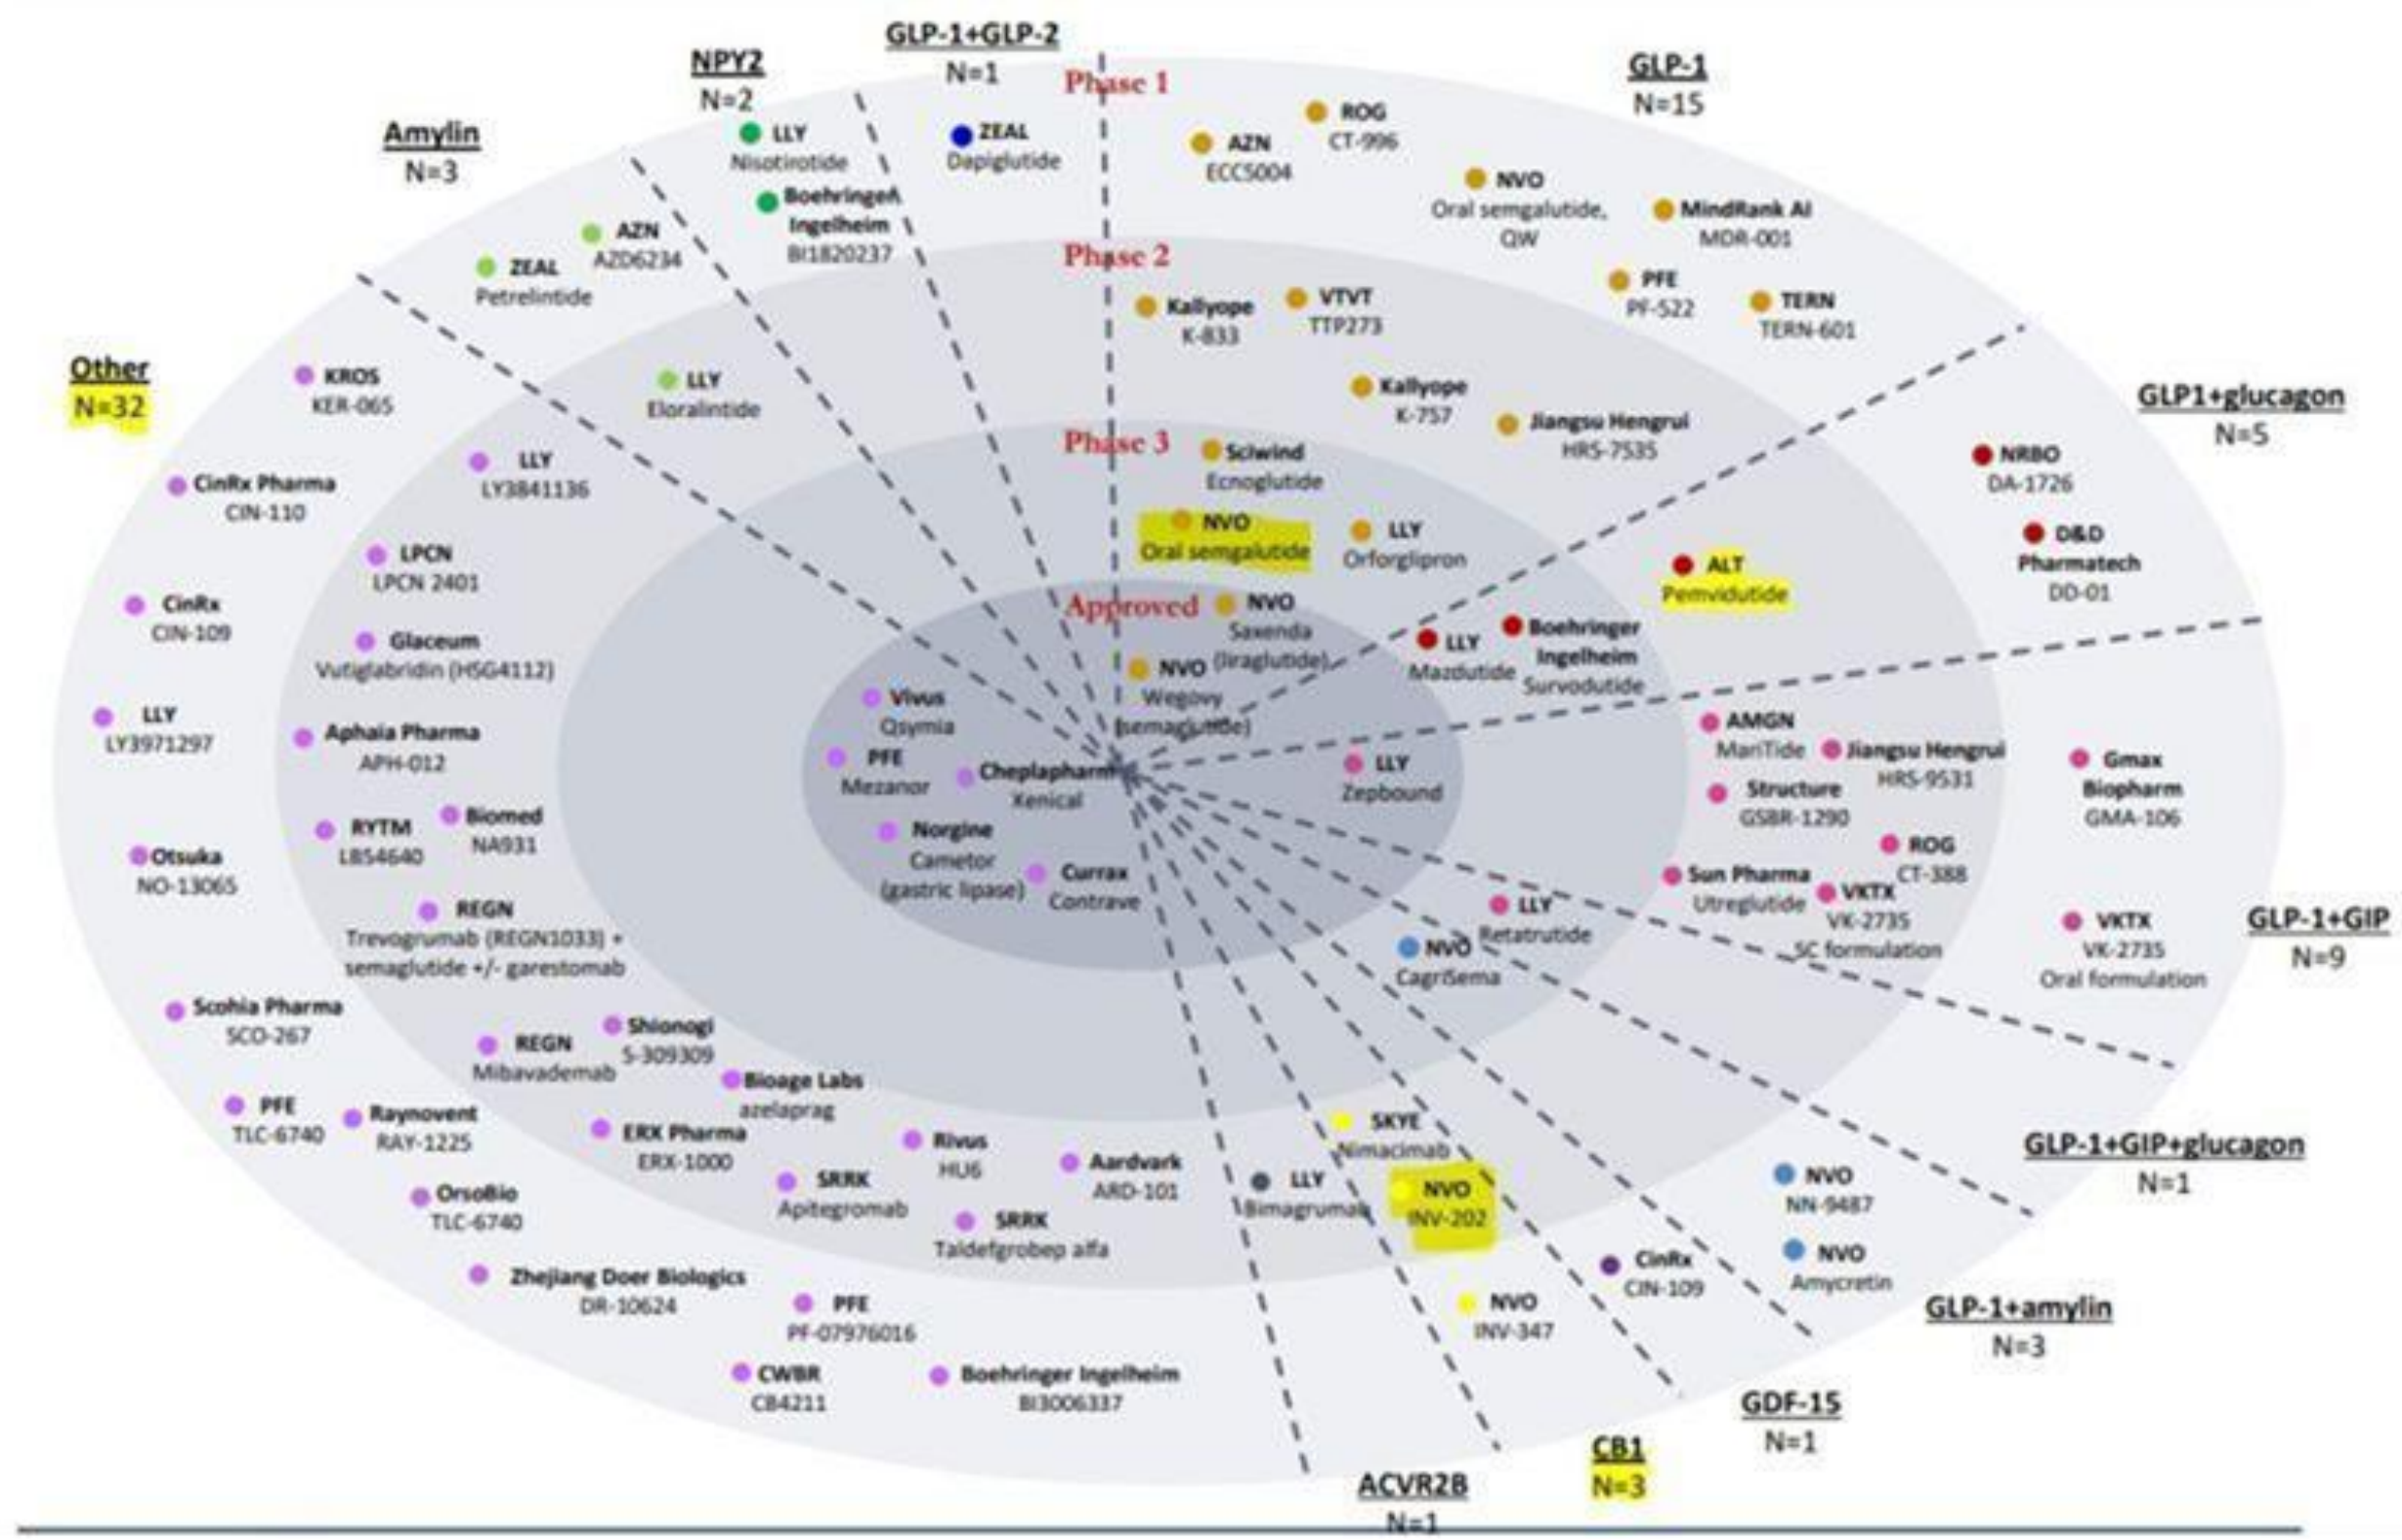 GLP-1+GLP-2
N=1
NPY2
N=2
Amylin
N=3
GLP-1
N=15
Phase 1
ZEAL
Dapiglutide
LLY
Nisotirotide
Boehringer
Ingelheim
BI1820237
AZN
AZD6234
ZEAL
Petrelintide
LLY
Eloralintide
AZN
ECC5004
ROG
CT-996
NVO
Oral semgalutide,
QW
MindRank AI
MDR-001
PFE
PF-522
TERN
TERN-601
Phase 2
Kallyope
K-833
VTVT
TTP273
Kallyope
K-757
Jiangsu Hengrui
HRS-7535
Phase 3
Sciwind
Ecnoglutide
NVO
Oral semgalutide
LLY
Orforglipron
Approved
NVO
Saxenda
(liraglutide)
NVO
Wegovy
(semaglutide)
GLP1+glucagon
N=5
NRBO
DA-1726
D&D
Pharmatech
DD-01
ALT
Pemvidutide
LLY
Mazdutide
Boehringer
Ingelheim
Survodutide
GLP-1+GIP
N=9
AMGN
MariTide
Jiangsu Hengrui
HRS-9531
Structure
GSBR-1290
ROG
CT-388
Sun Pharma
Utreglutide
VKTX
VK-2735
SC formulation
Gmax
Biopharm
GMA-106
VKTX
VK-2735
Oral formulation
LLY
Zepbound
GLP-1+GIP+glucagon
N=1
LLY
Retatrutide
GLP-1+amylin
N=3
NVO
CagriSema
NVO
NN-9487
NVO
Amycretin
GDF-15
N=1
CinRx
CIN-109
CB1
N=3
SKYE
Nimacimab
NVO
INV-202
NVO
INV-347
ACVR2B
N=1
LLY
Bimagrumab
Other
N=32
KROS
KER-065
CinRx Pharma
CIN-110
LLY
LY3841136
LPCN
LPCN 2401
CinRx
CIN-109
Glaceum
Vutiglabridin (HSG4112)
LLY
LY3971297
Aphaia Pharma
APH-012
RYTM
LB54640
Biomed
NA931
Otsuka
NO-13065
REGN
Trevogrumab (REGN1033) +
semaglutide +/- garestomab
Vivus
Qsymia
PFE
Mezanor
Cheplapharm
Xenical
Norgine
Cametor
(gastric lipase)
Currax
Contrave
Scohia Pharma
SCO-267
REGN
Mibavademab
Shionogi
S-309309
Bioage Labs
azelaprag
PFE
TLC-6740
Raynovent
RAY-1225
ERX Pharma
ERX-1000
Rivus
HU6
Aardvark
ARD-101
SRRK
Apitegromab
OrsoBio
TLC-6740
SRRK
Taldefgrobep alfa
Zhejiang Doer Biologics
DR-10624
PFE
PF-07976016
CWBR
CB4211
Boehringer Ingelheim
BI3006337